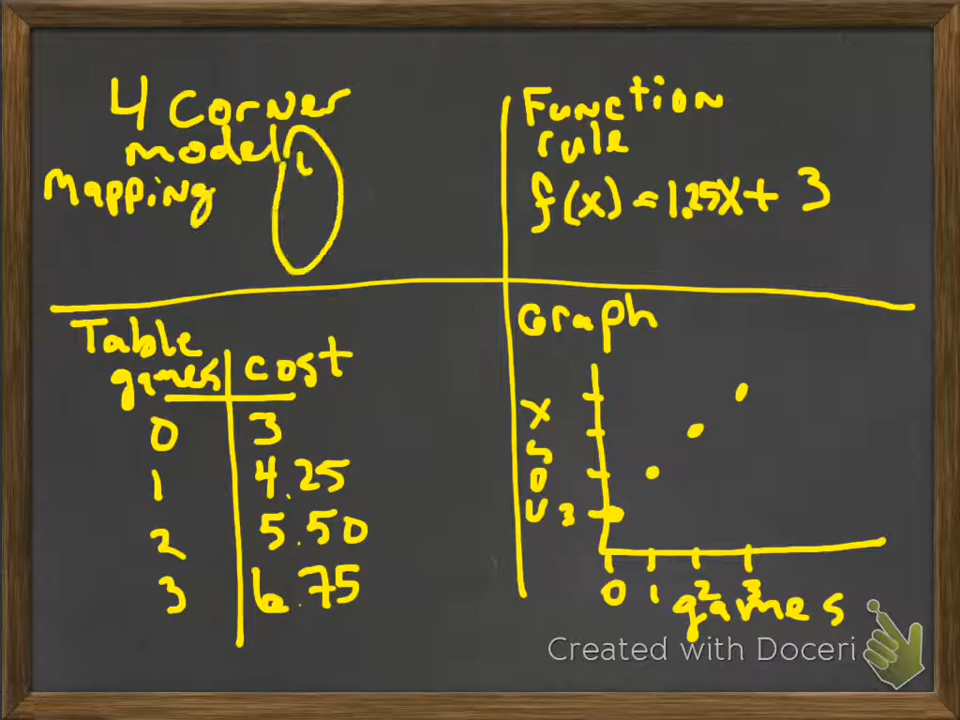 4 Corner
model
Mapping
Function
rule
f(x) = 1.25x + 3
Table
games cost
0 3
1 4.25
2 5.50
3 6.75
Graph
3
0 1 2 3
games
Created with Doceri